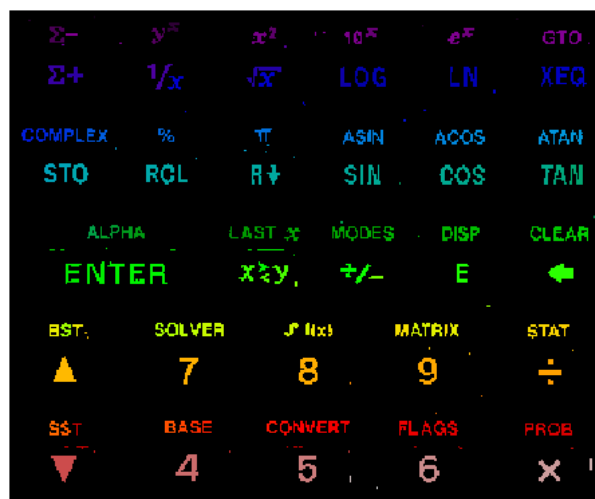 Σ− y^x x² 10^x e^x GTO
Σ+ 1/x √x LOG LN XEQ
COMPLEX % π ASIN ACOS ATAN
STO RCL R↓ SIN COS TAN
ALPHA LAST x MODES DISP CLEAR
ENTER x≷y +/− E ←
BST SOLVER ∫f(x) MATRIX STAT
▲ 7 8 9 ÷
SST BASE CONVERT FLAGS PROB
▼ 4 5 6 ×